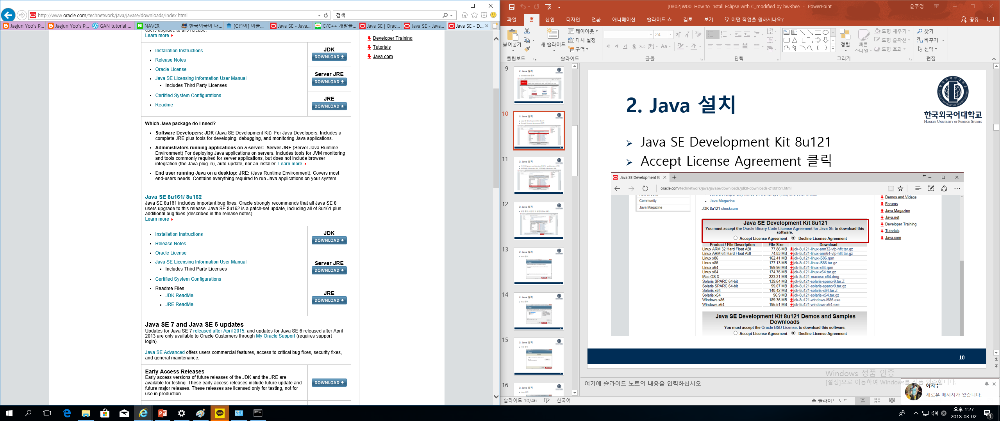 http://www.oracle.com/technetwork/java/javase/downloads/index.html
검색...
Jaejun Yoo's P...
Jaejun Yoo's P...
GAN tutorial ...
NAVER
한국외국어 대...
[C언어] 이클...
Java SE - Java...
C/C++ 개발을...
Java SE | Orac...
Java SE - Java...
Java SE - D...
users upgrade to this release.
Learn more
Installation Instructions
Release Notes
Oracle License
Java SE Licensing Information User Manual
Includes Third Party Licenses
Certified System Configurations
Readme
JDK
DOWNLOAD
Server JRE
DOWNLOAD
JRE
DOWNLOAD
Developer Training
Tutorials
Java.com
Which Java package do I need?
Software Developers: JDK (Java SE Development Kit). For Java Developers. Includes a
complete JRE plus tools for developing, debugging, and monitoring Java applications.
Administrators running applications on a server: Server JRE (Server Java Runtime
Environment) For deploying Java applications on servers. Includes tools for JVM monitoring
and tools commonly required for server applications, but does not include browser
integration (the Java plug-in), auto-update, nor an installer. Learn more
End user running Java on a desktop: JRE: (Java Runtime Environment). Covers most
end-users needs. Contains everything required to run Java applications on your system.
Java SE 8u161/ 8u162
Java SE 8u161 includes important bug fixes. Oracle strongly recommends that all Java SE 8
users upgrade to this release. Java SE 8u162 is a patch-set update, including all of 8u161 plus
additional bug fixes (described in the release notes).
Learn more
Installation Instructions
Release Notes
Oracle License
Java SE Licensing Information User Manual
Includes Third Party Licenses
Certified System Configurations
Readme Files
JDK ReadMe
JRE ReadMe
JDK
DOWNLOAD
Server JRE
DOWNLOAD
JRE
DOWNLOAD
Java SE 7 and Java SE 6 updates
Updates for Java SE 7 released after April 2015, and updates for Java SE 6 released after April
2013 are only available to Oracle Customers through My Oracle Support (requires support
login).
Java SE Advanced offers users commercial features, access to critical bug fixes, security fixes,
and general maintenance.
Early Access Releases
Early access versions of future releases of the JDK and the JRE are
available for testing. These early access releases include future update and
future major releases. These releases are licensed only for testing, not for
use in production.
DOWNLOAD
[0302]W00. How to install Eclipse with C_modified by bwRhee - PowerPoint
윤주영
파일 홈 삽입 디자인 전환 애니메이션 슬라이드 쇼 검토 보기 어떤 작업을 원하시나요? 공유
붙여넣기
클립보드
새 슬라이드
레이아웃
다시 설정
구역
슬라이드
24
글꼴
단락
정렬
빠른
스타일
도형 채우기
도형 윤곽선
도형 효과
그리기
찾기
바꾸기
선택
편집
9
10
11
12
13
14
15
16
2. Java 설치
2. Java 설치
2. Java 설치
2. Java 설치
2. Java 설치
2. Java 설치
2. Java 설치
2. Java 설치
2. Java 설치
한국외국어대학교
HANKUK UNIVERSITY OF FOREIGN STUDIES
Java SE Development Kit 8u121
Accept License Agreement 클릭
Java SE Development Ki
oracle.com/technetwork/java/javase/downloads/jdk8-downloads-2133151.html
Community
Java Magazine
Java Magazine
JDK 8u121 checksum
Demos and Videos
Forums
Java Magazine
Java.net
Developer Training
Tutorials
Java.com
Java SE Development Kit 8u121
You must accept the Oracle Binary Code License Agreement for Java SE to download this
software.
Accept License Agreement Decline License Agreement
Product / File Description File Size Download
Linux ARM 32 Hard Float ABI 77.86 MB jdk-8u121-linux-arm32-vfp-hflt.tar.gz
Linux ARM 64 Hard Float ABI 74.83 MB jdk-8u121-linux-arm64-vfp-hflt.tar.gz
Linux x86 162.41 MB jdk-8u121-linux-i586.rpm
Linux x86 177.13 MB jdk-8u121-linux-i586.tar.gz
Linux x64 159.96 MB jdk-8u121-linux-x64.rpm
Linux x64 174.76 MB jdk-8u121-linux-x64.tar.gz
Mac OS X 223.21 MB jdk-8u121-macosx-x64.dmg
Solaris SPARC 64-bit 139.64 MB jdk-8u121-solaris-sparcv9.tar.Z
Solaris SPARC 64-bit 99.07 MB jdk-8u121-solaris-sparcv9.tar.gz
Solaris x64 140.42 MB jdk-8u121-solaris-x64.tar.Z
Solaris x64 96.9 MB jdk-8u121-solaris-x64.tar.gz
Windows x86 189.36 MB jdk-8u121-windows-i586.exe
Windows x64 195.51 MB jdk-8u121-windows-x64.exe
Java SE Development Kit 8u121 Demos and Samples
Downloads
You must accept the Oracle BSD License. to download this software.
Accept License Agreement Decline License Agreement
10
Windows 정품 인증
[설정]으로 이동하여 Windows를 정품 인증합니다.
여기에 슬라이드 노트의 내용을 입력하십시오
이지수
새로운 메시지가 왔습니다.
슬라이드 10/46
한국어
슬라이드 노트
TALK
오후 1:27
2018-03-02
1